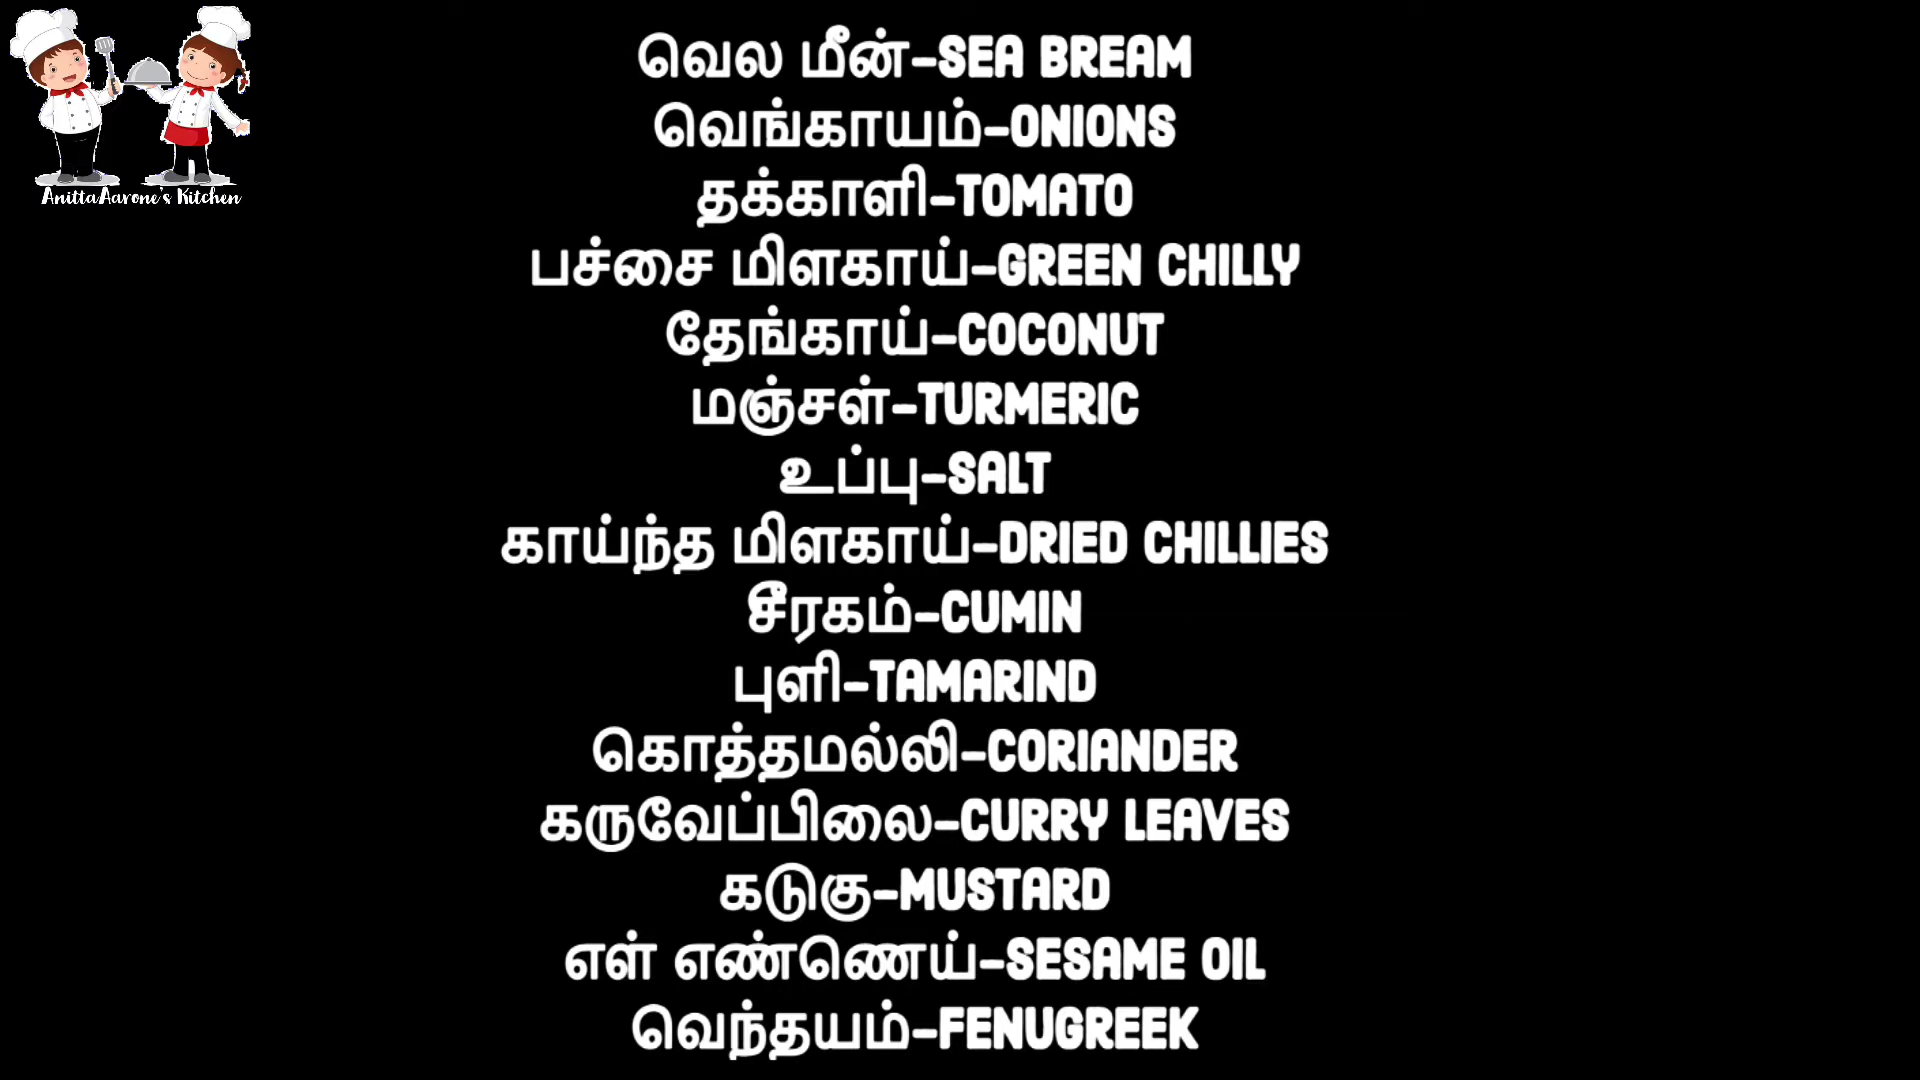 AnittaAarone's Kitchen
வெல மீன்-SEA BREAM
வெங்காயம்-ONIONS
தக்காளி-TOMATO
பச்சை மிளகாய்-GREEN CHILLY
தேங்காய்-COCONUT
மஞ்சள்-TURMERIC
உப்பு-SALT
காய்ந்த மிளகாய்-DRIED CHILLIES
சீரகம்-CUMIN
புளி-TAMARIND
கொத்தமல்லி-CORIANDER
கருவேப்பிலை-CURRY LEAVES
கடுகு-MUSTARD
எள் எண்ணெய்-SESAME OIL
வெந்தயம்-FENUGREEK